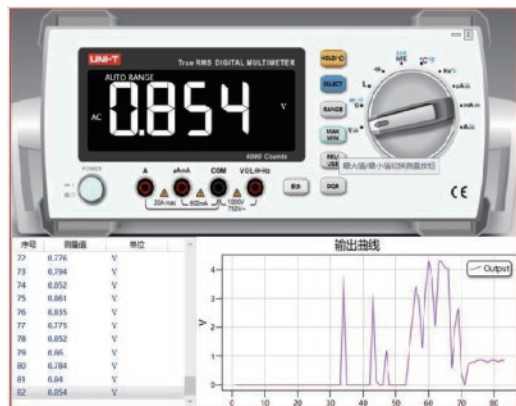 UNI-T
True RMS DIGITAL MULTIMETER
AUTO RANGE
AC
0.854
V
6000 Counts
POWER
A
μAmA
COM
20A max
600mA
1000V
750V~
HOLD/
SELECT
RANGE
MAX
MIN
REL/
USB
最大值/最小值切换测量按钮
CE
序号 测量值 单位
72 0.776 V
73 0.794 V
74 0.852 V
75 0.861 V
76 0.835 V
77 0.775 V
78 0.852 V
79 0.86 V
80 0.784 V
81 0.84 V
82 0.854 V
输出曲线
Output
V
4
3
2
1
0
0 10 20 30 40 50 60 70 80